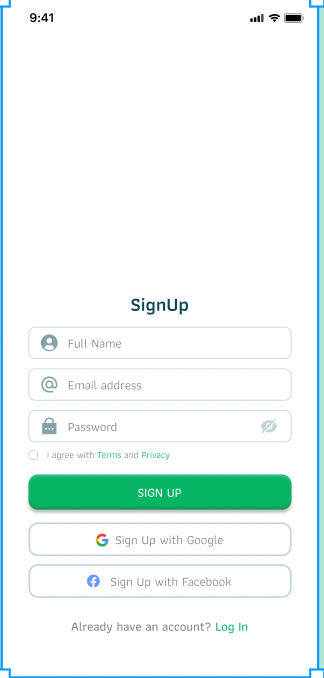 9:41
SignUp
Full Name
Email address
Password
I agree with Terms and Privacy
SIGN UP
Sign Up with Google
Sign Up with Facebook
Already have an account? Log In